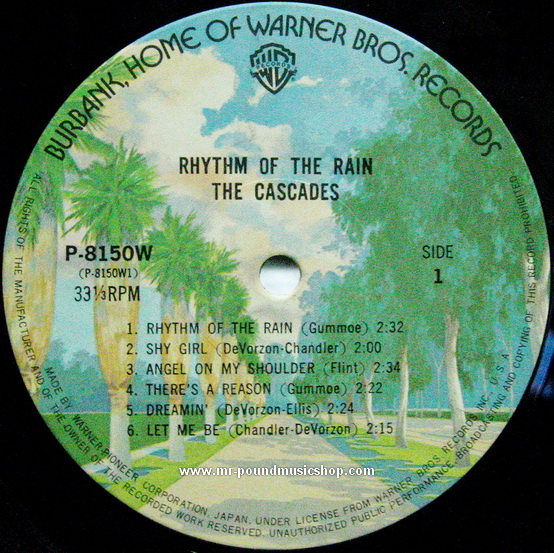 BURBANK, HOME OF WARNER BROS. RECORDS
WB
RECORDS
RHYTHM OF THE RAIN
THE CASCADES
P-8150W
(P-8150W1)
33⅓RPM
SIDE
1
1. RHYTHM OF THE RAIN (Gummoe) 2:32
2. SHY GIRL (DeVorzon-Chandler) 2:00
3. ANGEL ON MY SHOULDER (Flint) 2:34
4. THERE'S A REASON (Gummoe) 2:22
5. DREAMIN' (DeVorzon-Ellis) 2:24
6. LET ME BE (Chandler-DeVorzon) 2:15
www.mr-poundmusicshop.com
MADE BY WARNER-PIONEER CORPORATION, JAPAN, UNDER LICENSE FROM WARNER BROS RECORDS INC., U.S.A.
ALL RIGHTS OF THE MANUFACTURER AND OF THE OWNER OF THE RECORDED WORK RESERVED. UNAUTHORIZED PUBLIC PERFORMANCE, BROADCASTING AND COPYING OF THIS RECORD PROHIBITED